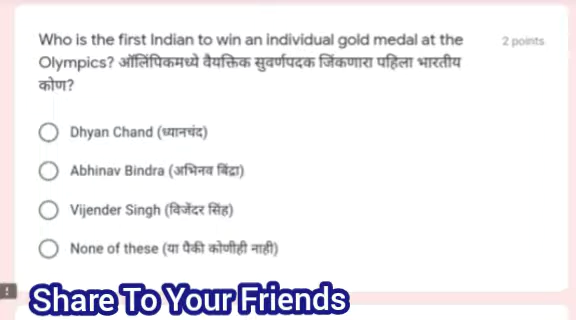 Who is the first Indian to win an individual gold medal at the
2 points
Olympics? ऑलिंपिकमध्ये वैयक्तिक सुवर्णपदक जिंकणारा पहिला भारतीय
कोण?
Dhyan Chand (ध्यानचंद)
Abhinav Bindra (अभिनव बिंद्रा)
Vijender Singh (विजेंदर सिंह)
None of these (या पैकी कोणीही नाही)
Share To Your Friends